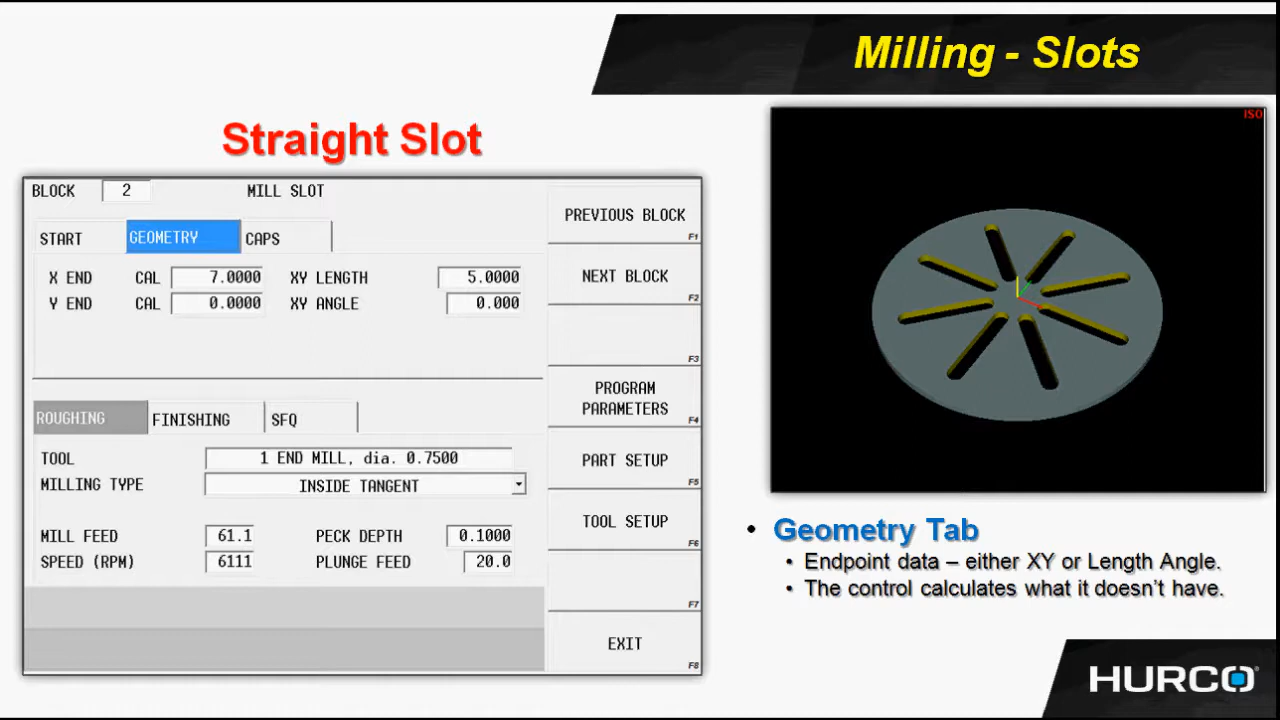 Milling - Slots
Straight Slot
BLOCK 2 MILL SLOT
START GEOMETRY CAPS
X END CAL 7.0000 XY LENGTH 5.0000
Y END CAL 0.0000 XY ANGLE 0.000
ROUGHING FINISHING SFQ
TOOL 1 END MILL, dia. 0.7500
MILLING TYPE INSIDE TANGENT
MILL FEED 61.1 PECK DEPTH 0.1000
SPEED (RPM) 6111 PLUNGE FEED 20.0
PREVIOUS BLOCK
F1
NEXT BLOCK
F2
F3
PROGRAM
PARAMETERS
F4
PART SETUP
F5
TOOL SETUP
F6
F7
EXIT
F8
ISO
• Geometry Tab
• Endpoint data – either XY or Length Angle.
• The control calculates what it doesn't have.
HURCO